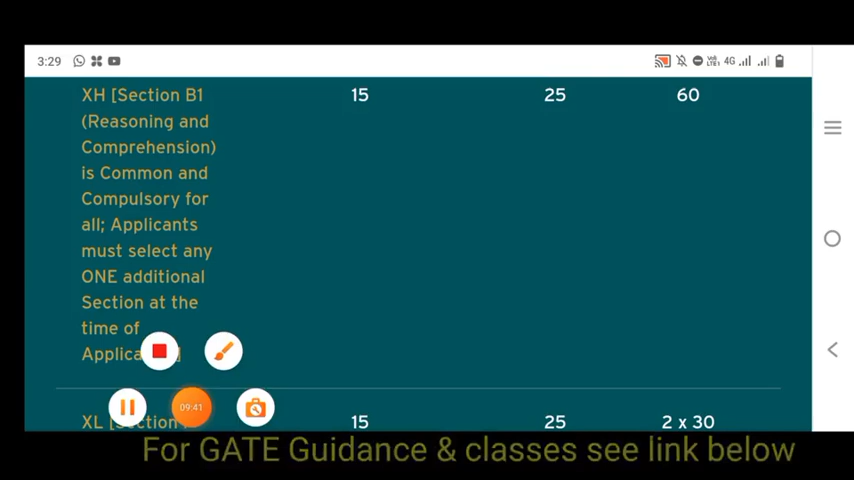 3:29
4G
XH [Section B1 15 25 60
(Reasoning and
Comprehension)
is Common and
Compulsory for
all; Applicants
must select any
ONE additional
Section at the
time of
09:41
XL 15 25 2 x 30
For GATE Guidance & classes see link below